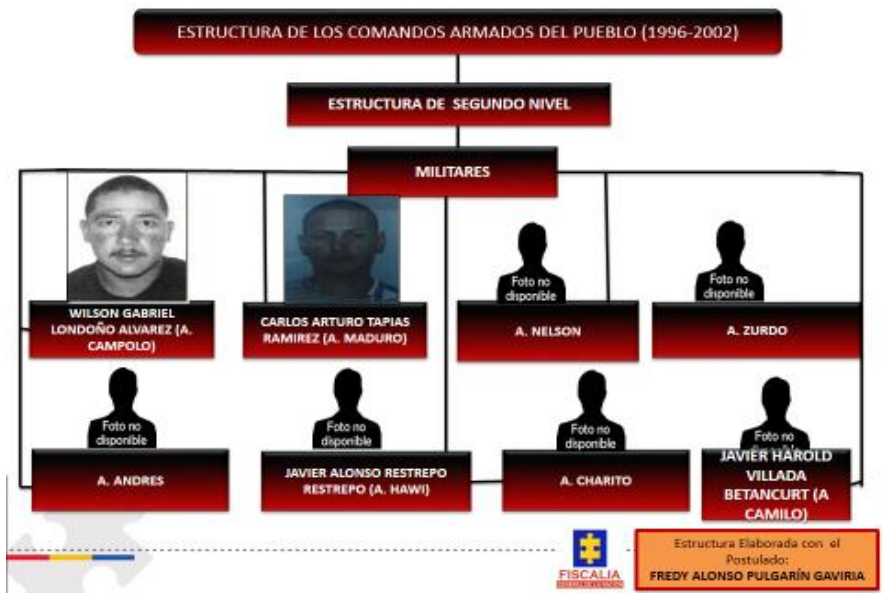 ESTRUCTURA DE LOS COMANDOS ARMADOS DEL PUEBLO (1996-2002)
ESTRUCTURA DE SEGUNDO NIVEL
MILITARES
WILSON GABRIEL
LONDOÑO ALVAREZ (A.
CAMPOLO)
CARLOS ARTURO TAPIAS
RAMIREZ (A. MADURO)
Foto no
disponible
A. NELSON
Foto no
disponible
A. ZURDO
Foto no
disponible
A. ANDRES
Foto no
disponible
JAVIER ALONSO RESTREPO
RESTREPO (A. HAWI)
Foto no
disponible
A. CHARITO
Foto no
JAVIER HAROLD
VILLADA
BETANCURT (A
CAMILO)
FISCALIA
Estructura Elaborada con el
Postulado:
FREDY ALONSO PULGARÍN GAVIRIA